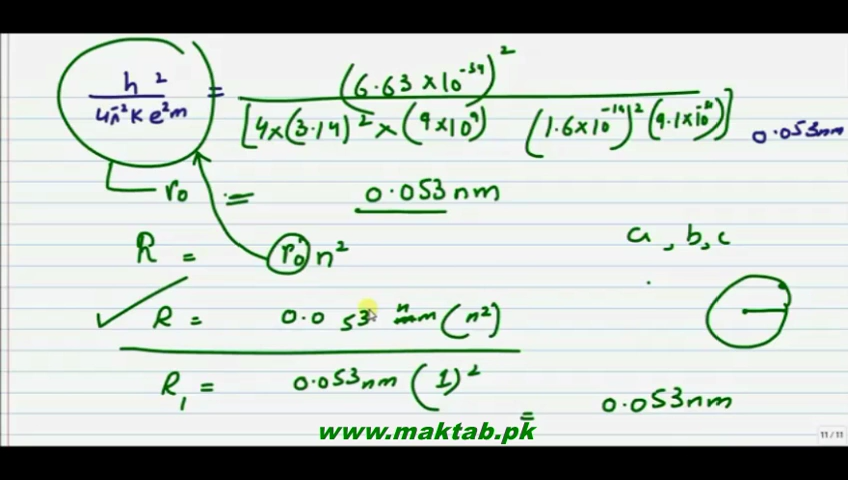 h² / 4π²Ke²m = (6.63 × 10⁻³⁴)² / [4×(3.14)² × (9 × 10⁹) (1.6 × 10⁻¹⁹)² (9.1 × 10⁻³¹)] 0.053nm
r₀ = 0.053 nm
R = r₀ n² a, b, c
R = 0.053 nm (n²)
R₁ = 0.053nm (1)² = 0.053nm
www.maktab.pk
11 / 11